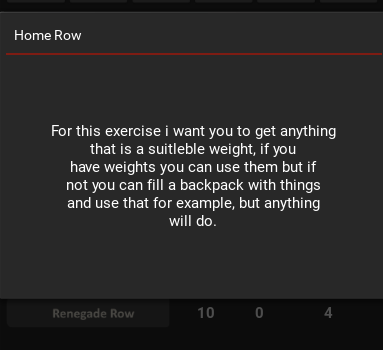 Home Row
For this exercise i want you to get anything
that is a suitleble weight, if you
have weights you can use them but if
not you can fill a backpack with things
and use that for example, but anything
will do.
Renegade Row 10 0 4